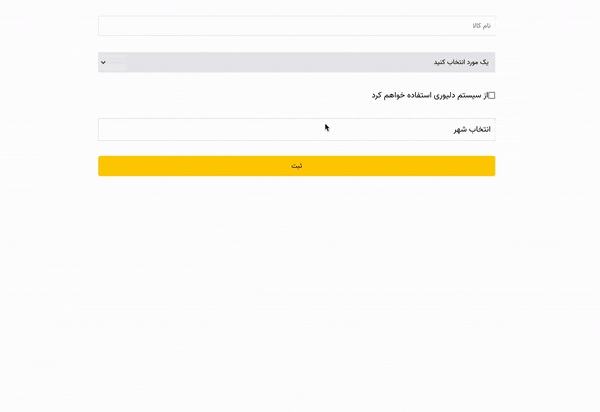 نام کالا
یک مورد انتخاب کنید
از سیستم دلیوری استفاده خواهم کرد
انتخاب شهر
ثبت